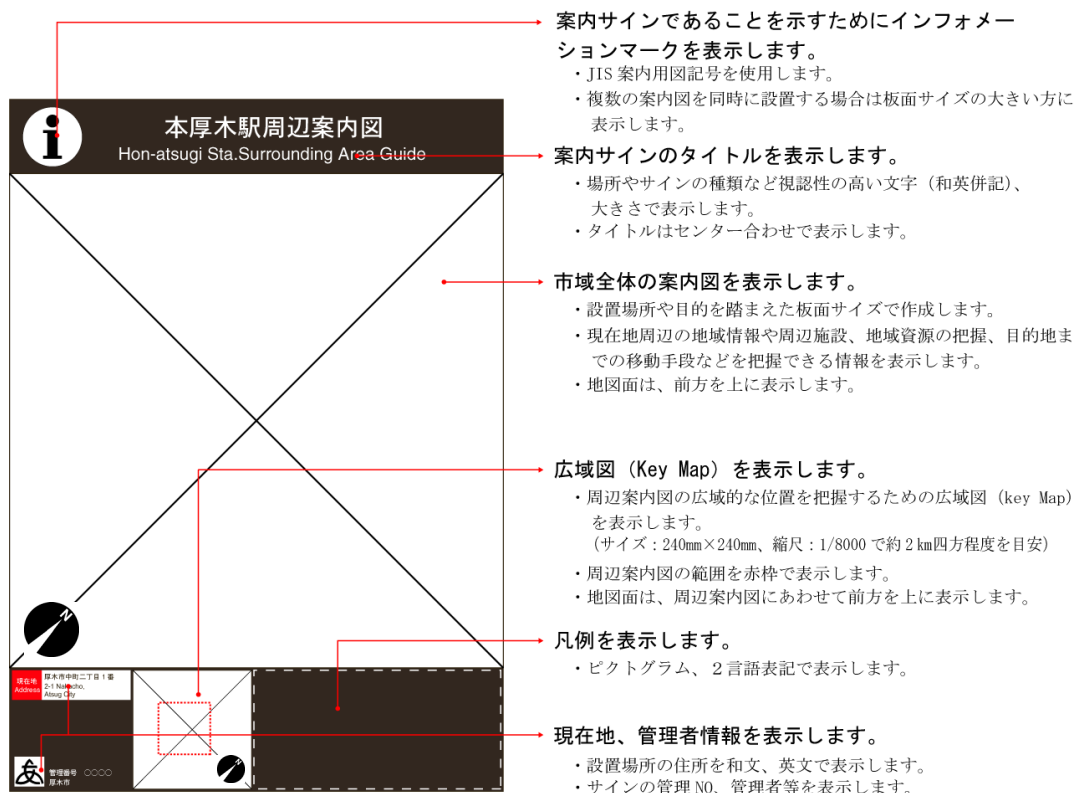 案内サインであることを示すためにインフォメー
ションマークを表示します。
・JIS 案内用図記号を使用します。
・複数の案内図を同時に設置する場合は板面サイズの大きい方に
表示します。
i
本厚木駅周辺案内図
Hon-atsugi Sta.Surrounding Area Guide
案内サインのタイトルを表示します。
・場所やサインの種類など視認性の高い文字（和英併記）、
大きさで表示します。
・タイトルはセンター合わせで表示します。
市域全体の案内図を表示します。
・設置場所や目的を踏まえた板面サイズで作成します。
・現在地周辺の地域情報や周辺施設、地域資源の把握、目的地ま
での移動手段などを把握できる情報を表示します。
・地図面は、前方を上に表示します。
広域図（Key Map）を表示します。
・周辺案内図の広域的な位置を把握するための広域図（key Map）
を表示します。
（サイズ：240㎜×240㎜、縮尺：1/8000 で約２㎞四方程度を目安）
・周辺案内図の範囲を赤枠で表示します。
・地図面は、周辺案内図にあわせて前方を上に表示します。
N
凡例を表示します。
・ピクトグラム、２言語表記で表示します。
現在地
Address
厚木市中町二丁目１番
2-1 Nakacho,
Atsug City
N
管理番号 ○○○○
厚木市
現在地、管理者情報を表示します。
・設置場所の住所を和文、英文で表示します。
・サインの管理 NO、管理者等を表示します。